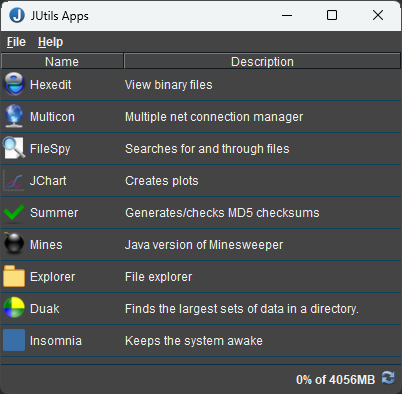 JUtils Apps
File Help
Name Description
Hexedit View binary files
Multicon Multiple net connection manager
FileSpy Searches for and through files
JChart Creates plots
Summer Generates/checks MD5 checksums
Mines Java version of Minesweeper
Explorer File explorer
Duak Finds the largest sets of data in a directory.
Insomnia Keeps the system awake
0% of 4056MB